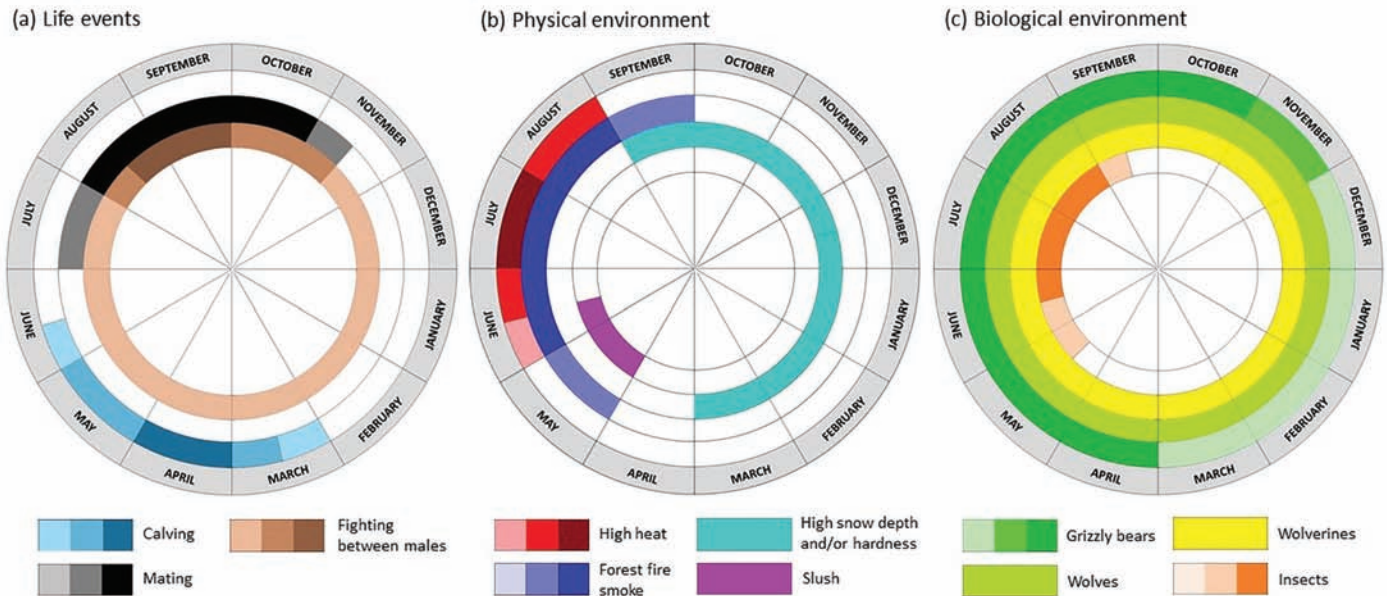 (a) Life events
SEPTEMBER
OCTOBER
NOVEMBER
DECEMBER
JANUARY
FEBRUARY
MARCH
APRIL
MAY
JUNE
JULY
AUGUST
Calving
Mating
Fighting
between males
(b) Physical environment
SEPTEMBER
OCTOBER
NOVEMBER
DECEMBER
JANUARY
FEBRUARY
MARCH
APRIL
MAY
JUNE
JULY
AUGUST
High heat
Forest fire
smoke
High snow depth
and/or hardness
Slush
(c) Biological environment
SEPTEMBER
OCTOBER
NOVEMBER
DECEMBER
JANUARY
FEBRUARY
MARCH
APRIL
MAY
JUNE
JULY
AUGUST
Grizzly bears
Wolves
Wolverines
Insects